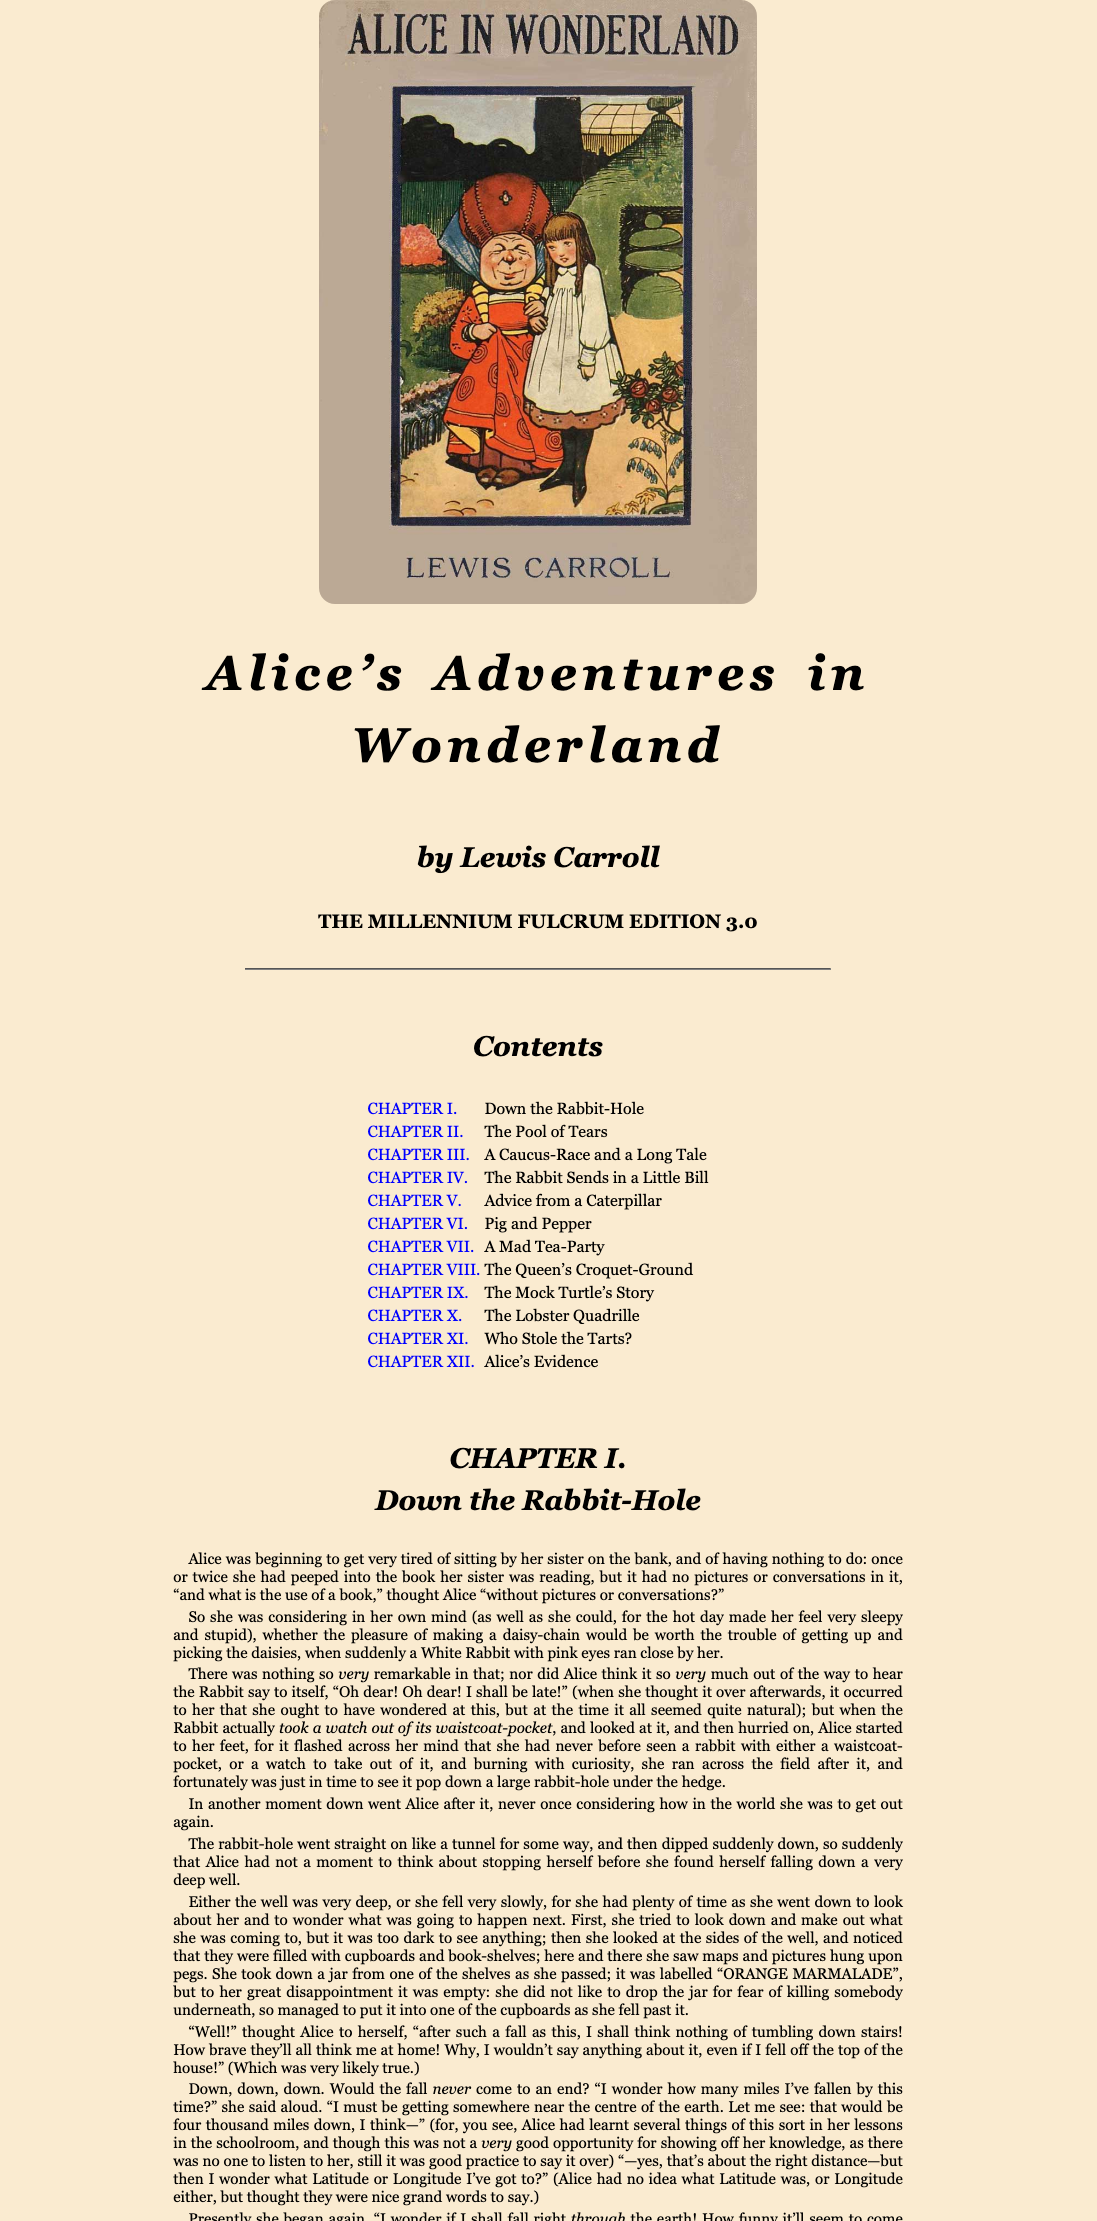 ALICE IN WONDERLAND
LEWIS CARROLL
Alice’s Adventures in
Wonderland
by Lewis Carroll
THE MILLENNIUM FULCRUM EDITION 3.0
Contents
CHAPTER I. Down the Rabbit-Hole
CHAPTER II. The Pool of Tears
CHAPTER III. A Caucus-Race and a Long Tale
CHAPTER IV. The Rabbit Sends in a Little Bill
CHAPTER V. Advice from a Caterpillar
CHAPTER VI. Pig and Pepper
CHAPTER VII. A Mad Tea-Party
CHAPTER VIII. The Queen’s Croquet-Ground
CHAPTER IX. The Mock Turtle’s Story
CHAPTER X. The Lobster Quadrille
CHAPTER XI. Who Stole the Tarts?
CHAPTER XII. Alice’s Evidence
CHAPTER I.
Down the Rabbit-Hole
Alice was beginning to get very tired of sitting by her sister on the bank, and of having nothing to do: once
or twice she had peeped into the book her sister was reading, but it had no pictures or conversations in it,
“and what is the use of a book,” thought Alice “without pictures or conversations?”
So she was considering in her own mind (as well as she could, for the hot day made her feel very sleepy
and stupid), whether the pleasure of making a daisy-chain would be worth the trouble of getting up and
picking the daisies, when suddenly a White Rabbit with pink eyes ran close by her.
There was nothing so very remarkable in that; nor did Alice think it so very much out of the way to hear
the Rabbit say to itself, “Oh dear! Oh dear! I shall be late!” (when she thought it over afterwards, it occurred
to her that she ought to have wondered at this, but at the time it all seemed quite natural); but when the
Rabbit actually took a watch out of its waistcoat-pocket, and looked at it, and then hurried on, Alice started
to her feet, for it flashed across her mind that she had never before seen a rabbit with either a waistcoat-
pocket, or a watch to take out of it, and burning with curiosity, she ran across the field after it, and
fortunately was just in time to see it pop down a large rabbit-hole under the hedge.
In another moment down went Alice after it, never once considering how in the world she was to get out
again.
The rabbit-hole went straight on like a tunnel for some way, and then dipped suddenly down, so suddenly
that Alice had not a moment to think about stopping herself before she found herself falling down a very
deep well.
Either the well was very deep, or she fell very slowly, for she had plenty of time as she went down to look
about her and to wonder what was going to happen next. First, she tried to look down and make out what
she was coming to, but it was too dark to see anything; then she looked at the sides of the well, and noticed
that they were filled with cupboards and book-shelves; here and there she saw maps and pictures hung upon
pegs. She took down a jar from one of the shelves as she passed; it was labelled “ORANGE MARMALADE”,
but to her great disappointment it was empty: she did not like to drop the jar for fear of killing somebody
underneath, so managed to put it into one of the cupboards as she fell past it.
“Well!” thought Alice to herself, “after such a fall as this, I shall think nothing of tumbling down stairs!
How brave they’ll all think me at home! Why, I wouldn’t say anything about it, even if I fell off the top of the
house!” (Which was very likely true.)
Down, down, down. Would the fall never come to an end? “I wonder how many miles I’ve fallen by this
time?” she said aloud. “I must be getting somewhere near the centre of the earth. Let me see: that would be
four thousand miles down, I think—” (for, you see, Alice had learnt several things of this sort in her lessons
in the schoolroom, and though this was not a very good opportunity for showing off her knowledge, as there
was no one to listen to her, still it was good practice to say it over) “—yes, that’s about the right distance—but
then I wonder what Latitude or Longitude I’ve got to?” (Alice had no idea what Latitude was, or Longitude
either, but thought they were nice grand words to say.)
Presently she began again. “I wonder if I shall fall right through the earth! How funny it’ll seem to come